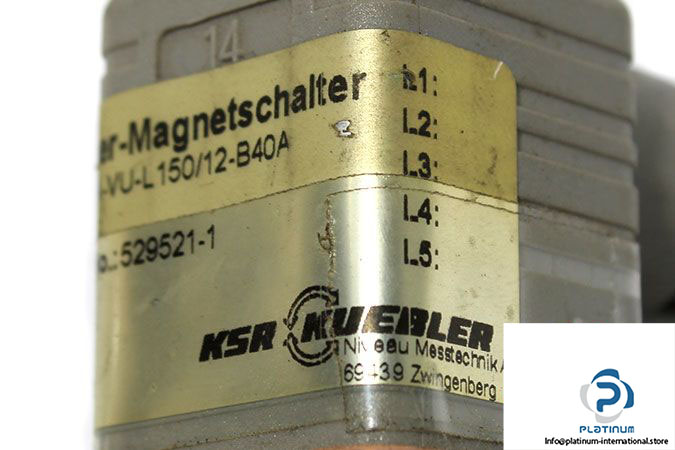 14
er-Magnetschalter
-VU-L150/12-B40A
529521-1
L1:
L2:
L3:
L4:
L5:
KSR KUEBLER
Niveau Messtechnik A
69439 Zwingenberg
PLATINUM
Info@platinum-international.store